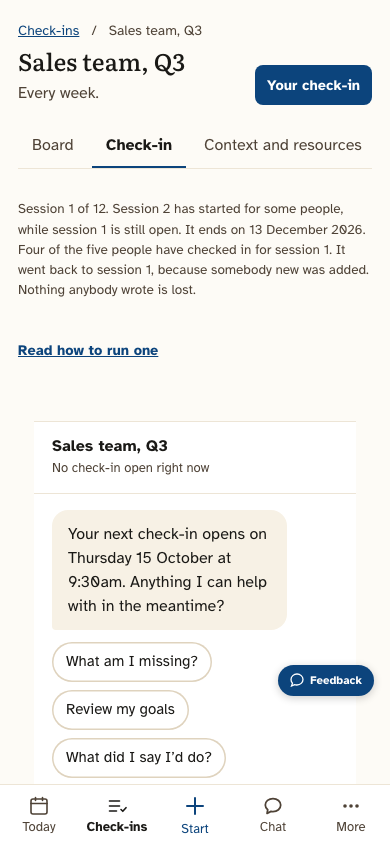 Check-ins / Sales team, Q3
Sales team, Q3
Every week.
Your check-in
Board
Check-in
Context and resources
Session 1 of 12. Session 2 has started for some people,
while session 1 is still open. It ends on 13 December 2026.
Four of the five people have checked in for session 1. It
went back to session 1, because somebody new was added.
Nothing anybody wrote is lost.
Read how to run one
Sales team, Q3
No check-in open right now
Your next check-in opens on
Thursday 15 October at
9:30am. Anything I can help
with in the meantime?
What am I missing?
Feedback
Review my goals
What did I say I'd do?
Today
Check-ins
Start
Chat
More